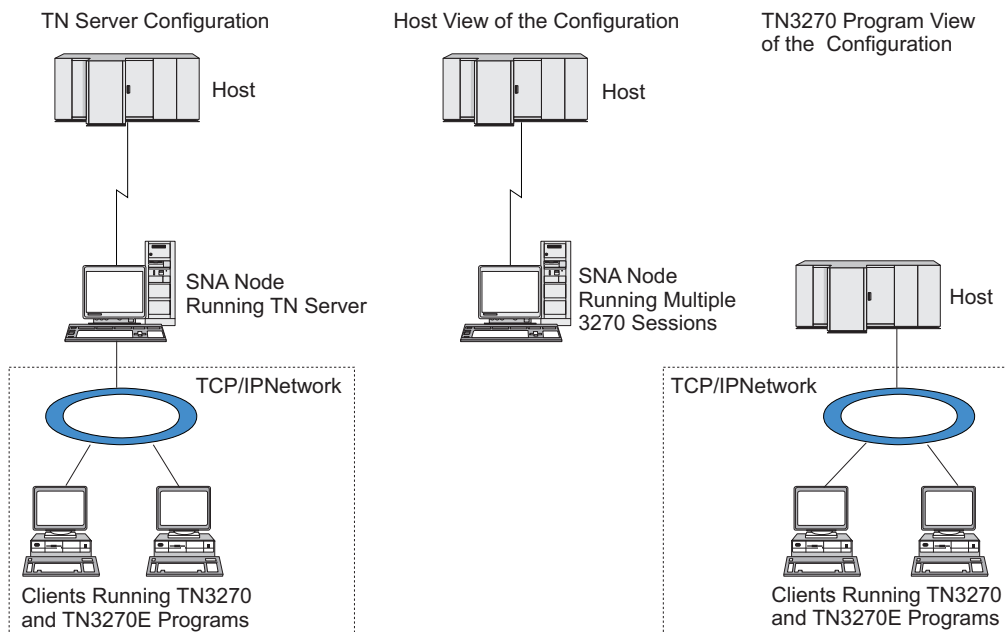 TN Server Configuration
Host
SNA Node
Running TN Server
TCP/IPNetwork
Clients Running TN3270
and TN3270E Programs
Host View of the Configuration
Host
SNA Node
Running Multiple
3270 Sessions
TN3270 Program View
of the Configuration
Host
TCP/IPNetwork
Clients Running TN3270
and TN3270E Programs